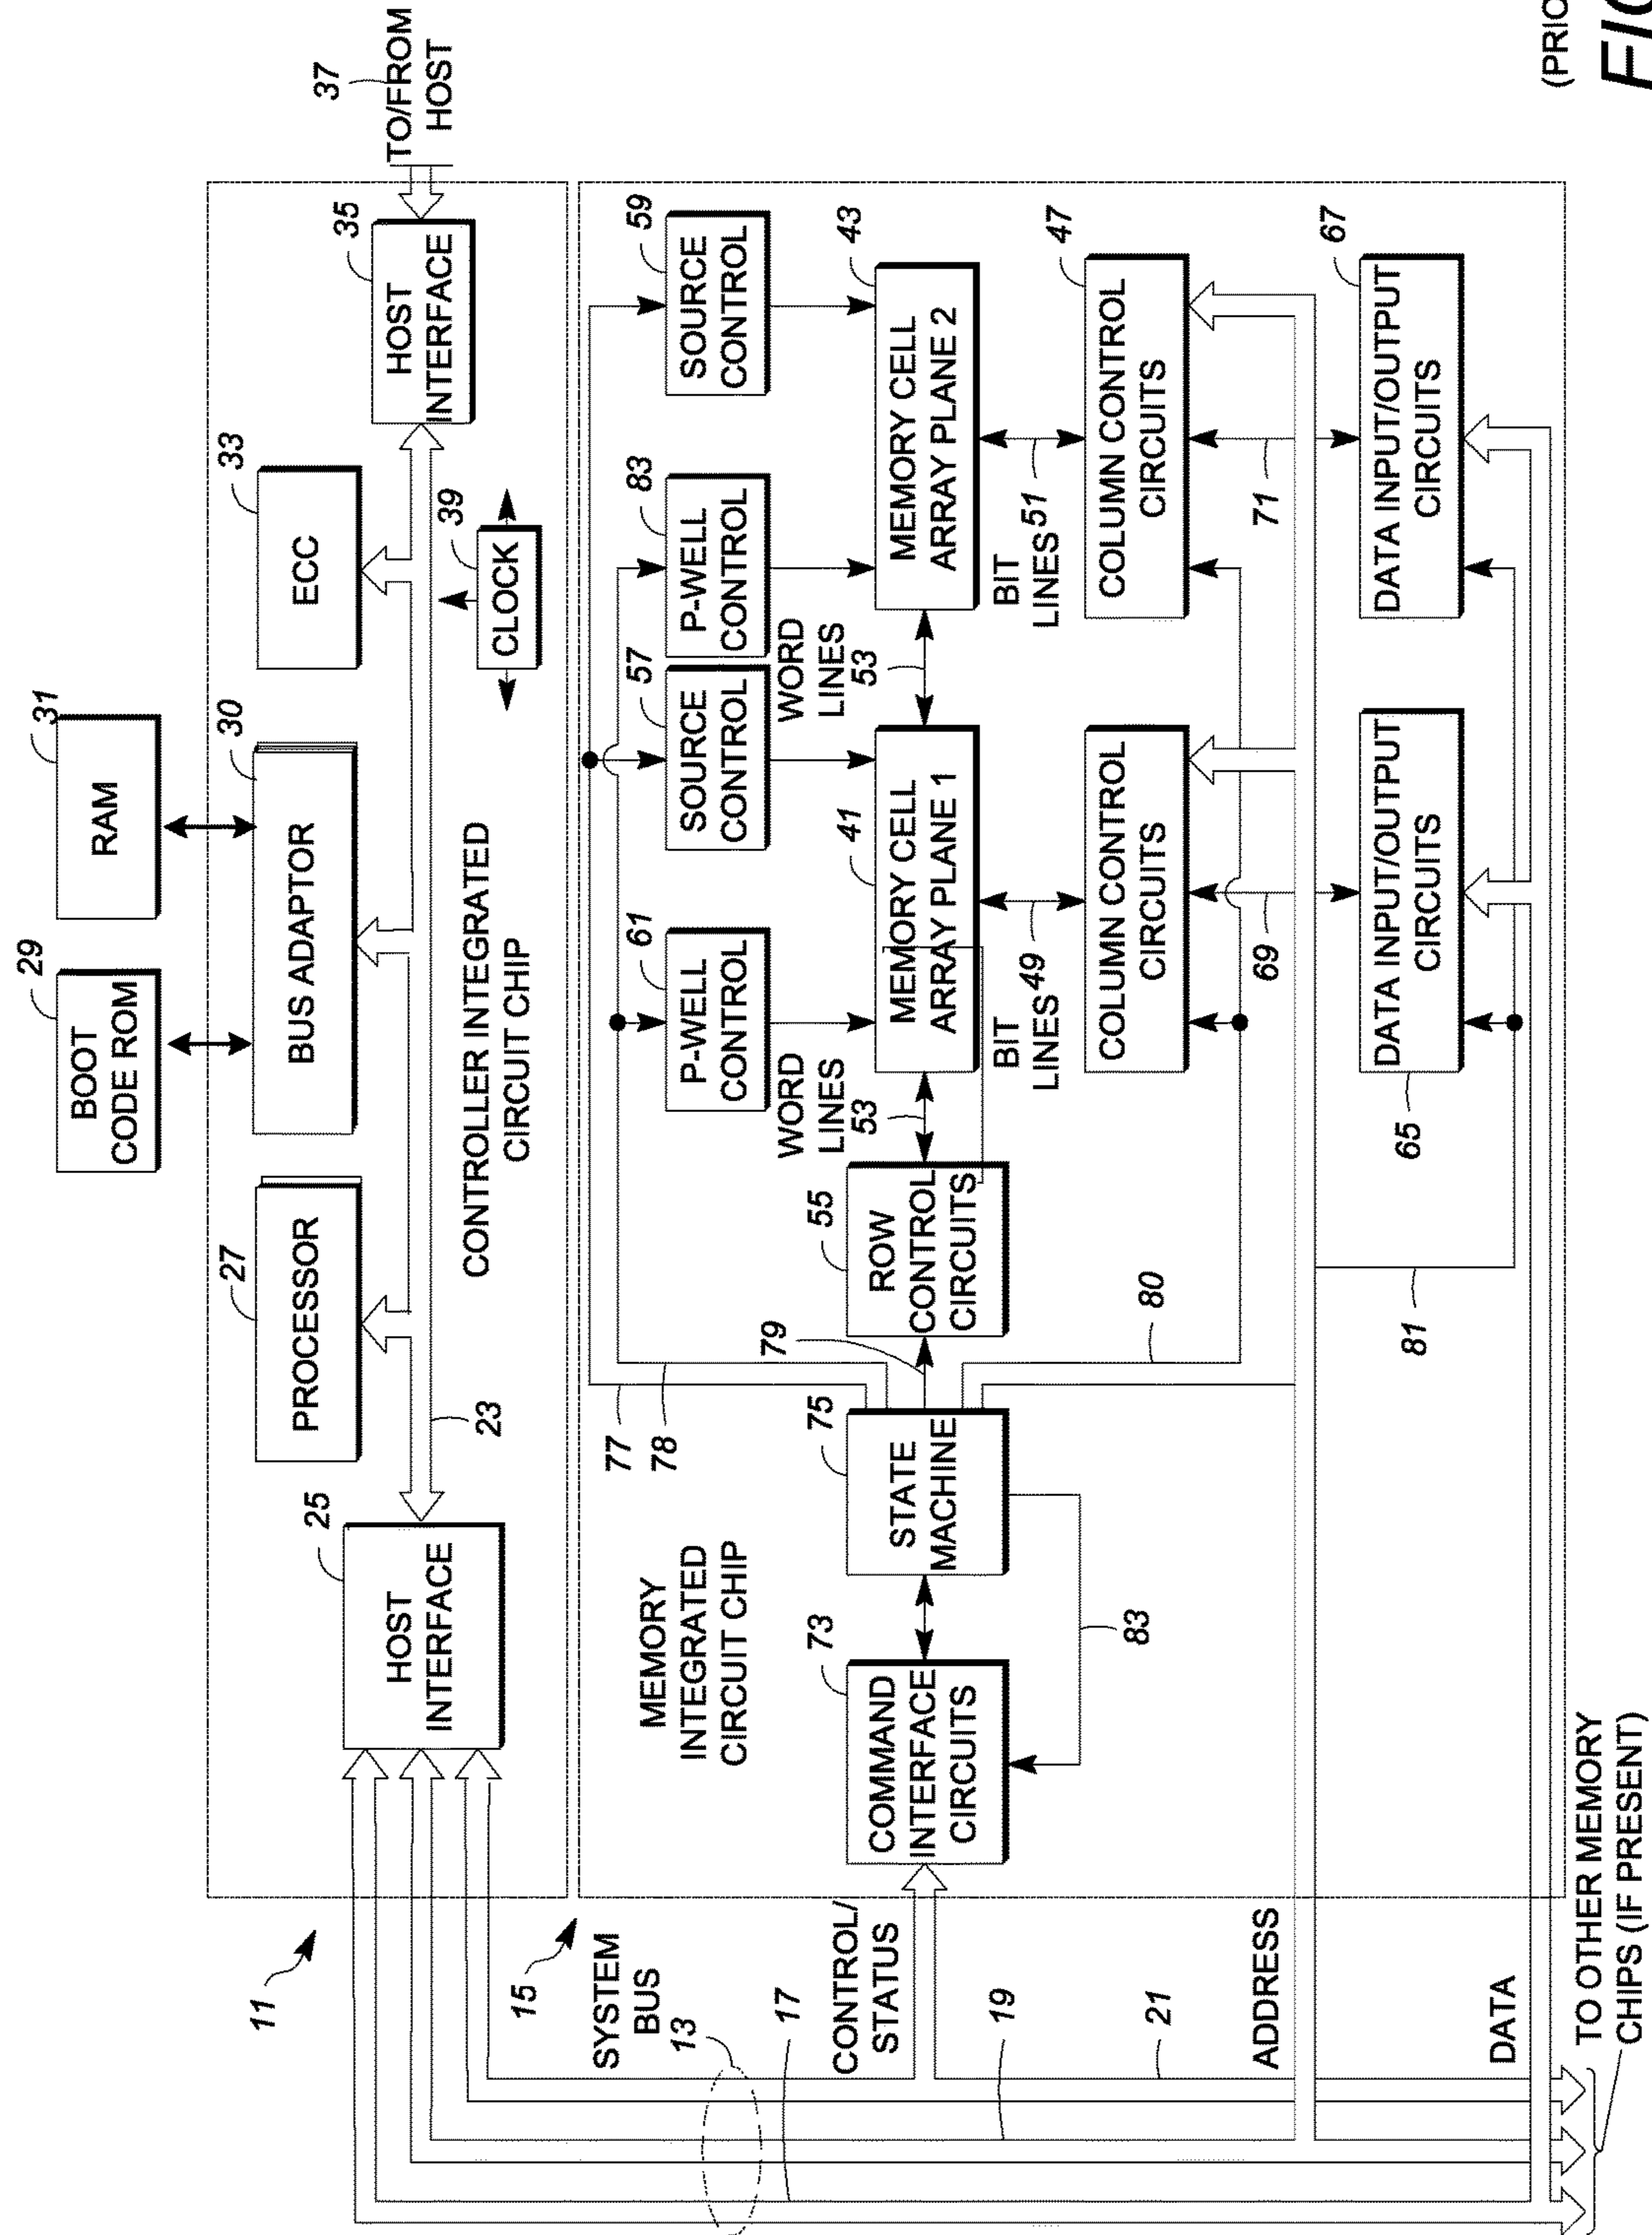 37
TO/FROM
HOST
31
RAM
29
BOOT
CODE ROM
35
HOST
INTERFACE
33
ECC
39
CLOCK
30
BUS ADAPTOR
27
PROCESSOR
23
25
HOST
INTERFACE
CONTROLLER INTEGRATED
CIRCUIT CHIP
11
15
SYSTEM
BUS
13
17
CONTROL/
STATUS
19
21
ADDRESS
DATA
TO OTHER MEMORY
CHIPS (IF PRESENT)
MEMORY
INTEGRATED
CIRCUIT CHIP
73
COMMAND
INTERFACE
CIRCUITS
83
75
STATE
MACHINE
77
78
79
80
81
55
ROW
CONTROL
CIRCUITS
WORD
LINES
53
61
P-WELL
CONTROL
57
SOURCE
CONTROL
83
P-WELL
CONTROL
59
SOURCE
CONTROL
41
MEMORY CELL
ARRAY PLANE 1
WORD
LINES
53
43
MEMORY CELL
ARRAY PLANE 2
BIT
LINES 49
BIT
LINES 51
COLUMN CONTROL
CIRCUITS
47
COLUMN CONTROL
CIRCUITS
69
71
65
DATA INPUT/OUTPUT
CIRCUITS
67
DATA INPUT/OUTPUT
CIRCUITS